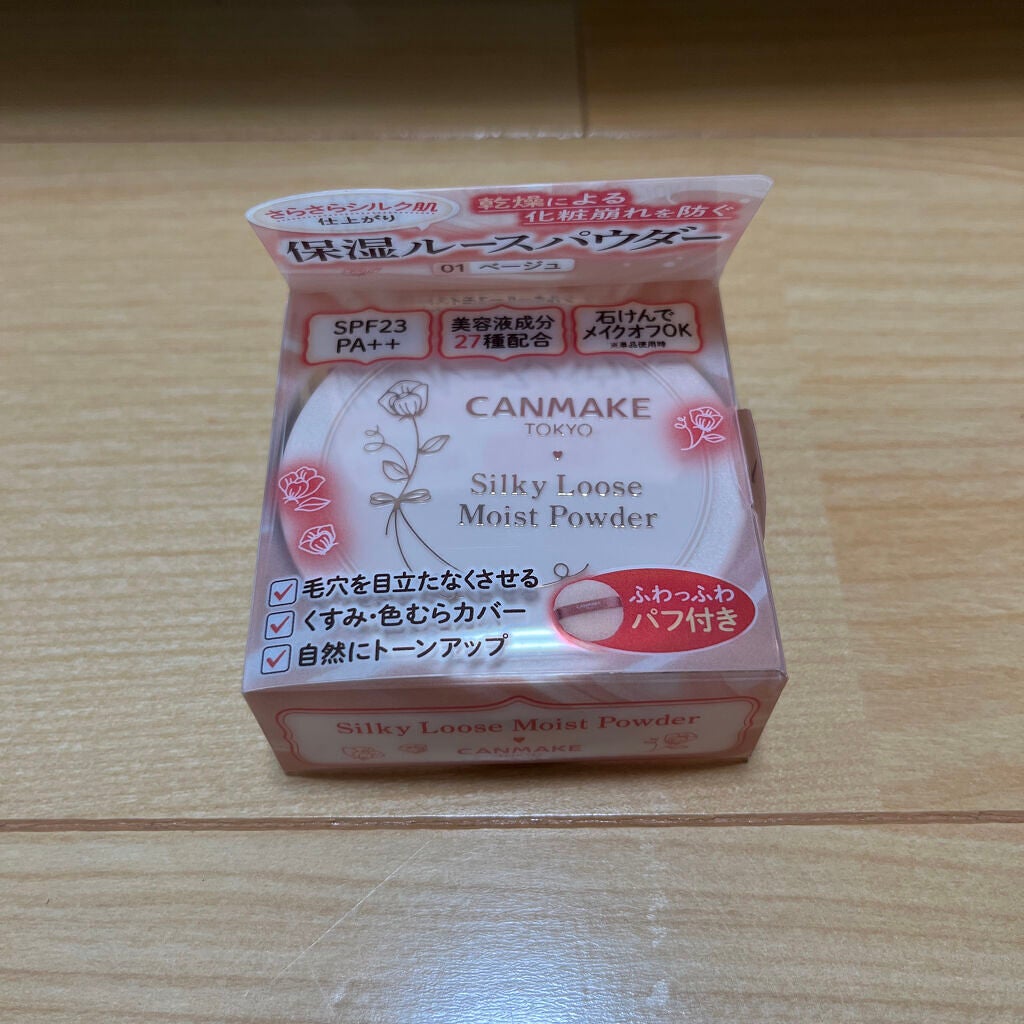 さらさらシルク肌
仕上がり
乾燥による
化粧崩れを防ぐ
保湿ルースパウダー
01 ベージュ
SPF23
PA++
美容液成分
27種配合
石けんで
メイクオフOK
※単品使用時
CANMAKE
TOKYO
Silky Loose
Moist Powder
毛穴を目立たなくさせる
くすみ・色むらカバー
自然にトーンアップ
ふわっふわ
パフ付き
Silky Loose Moist Powder
CANMAKE